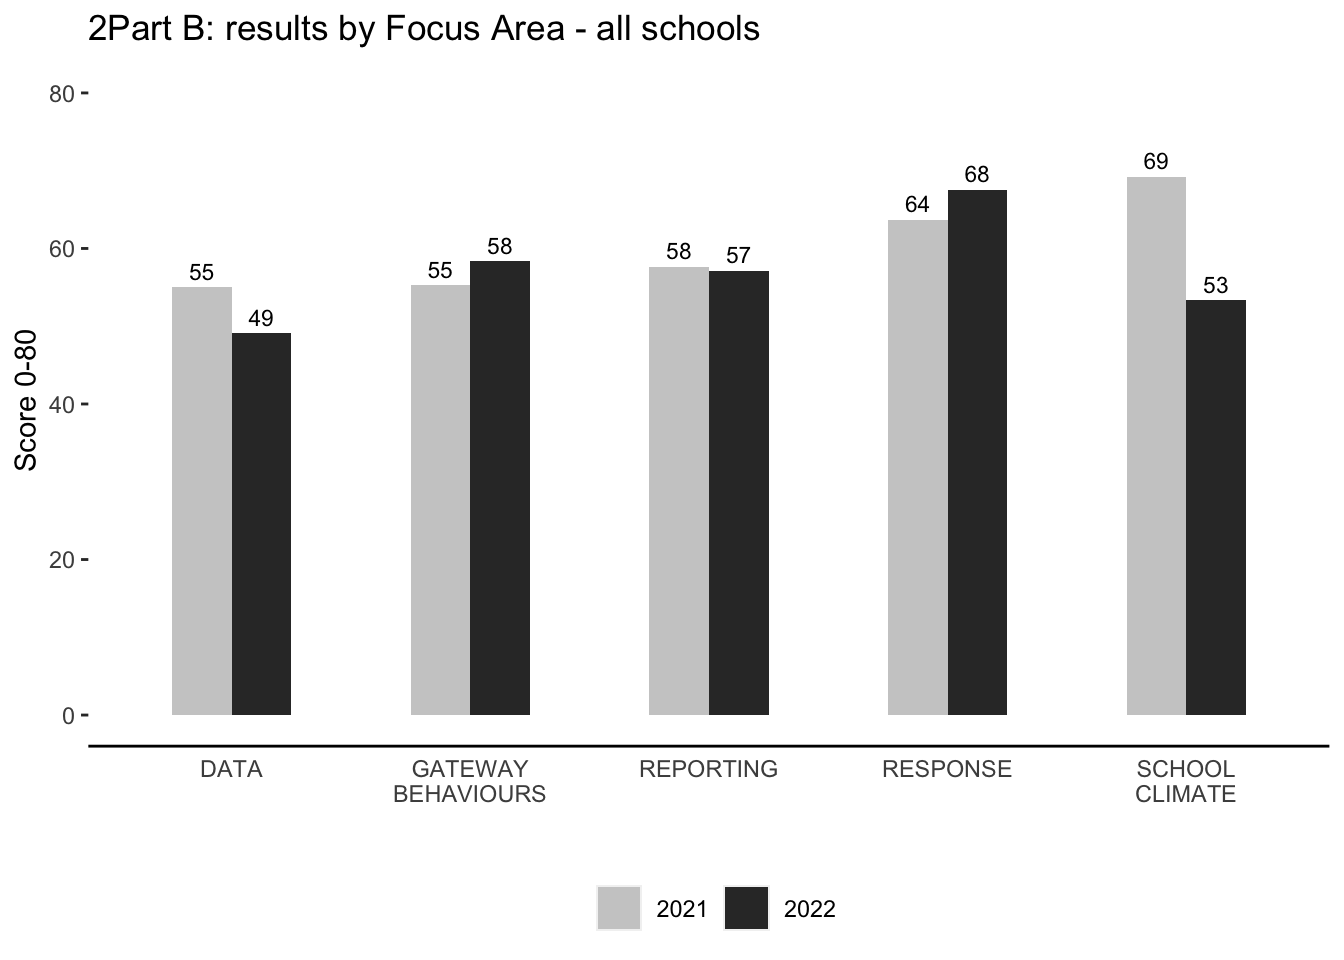 2Part B: results by Focus Area - all schools
Score 0-80
80
60
40
20
0
55
49
55
58
58
57
64
68
69
53
DATA
GATEWAY
BEHAVIOURS
REPORTING
RESPONSE
SCHOOL
CLIMATE
2021
2022